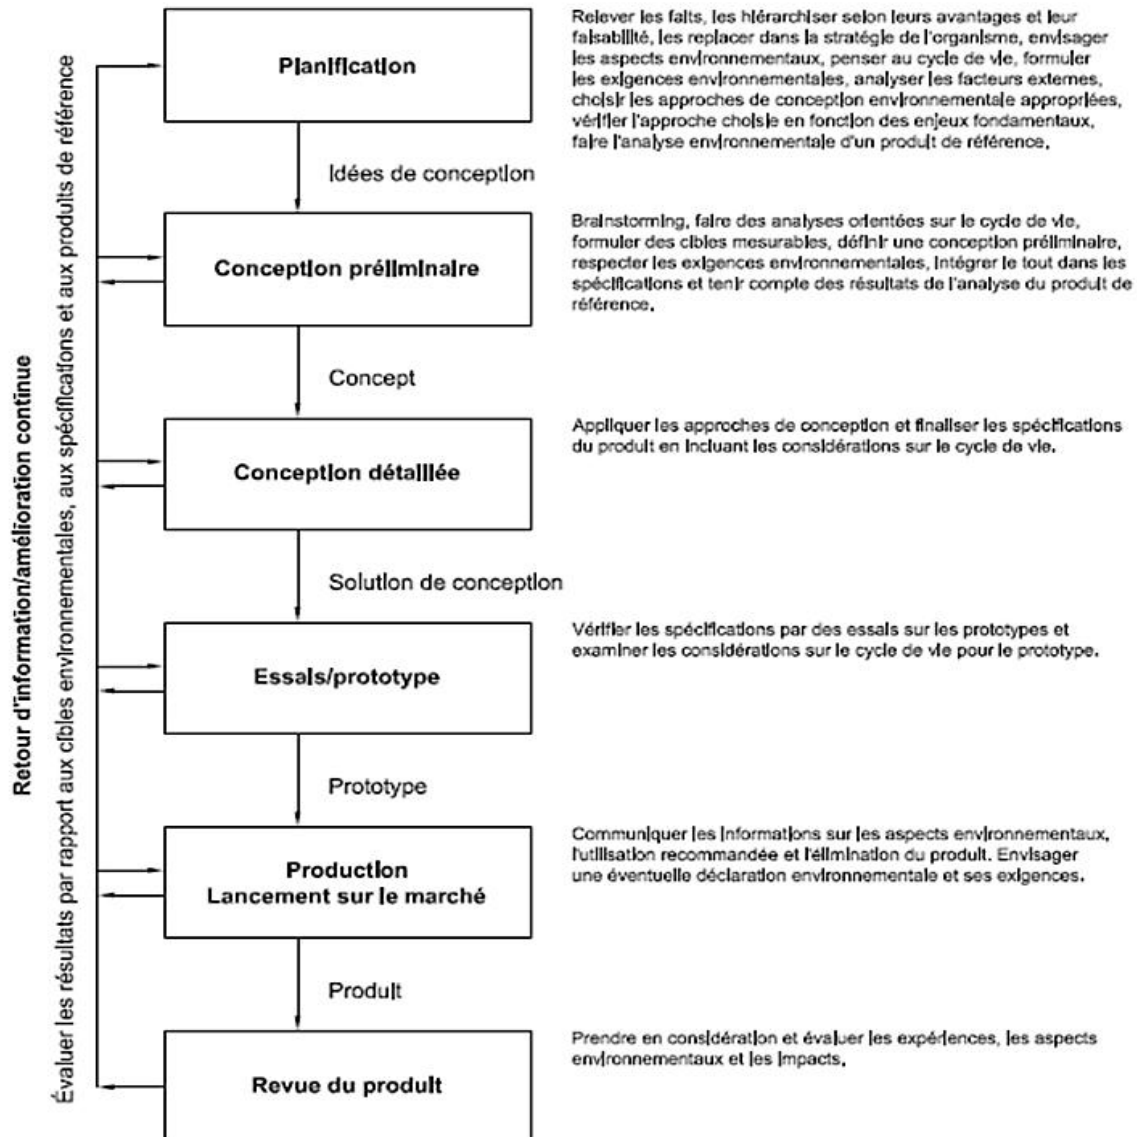 Retour d'information/amélioration continue
Évaluer les résultats par rapport aux cibles environnementales, aux spécifications et aux produits de référence
Planification
Relever les faits, les hiérarchiser selon leurs avantages et leur
faisabilité, les replacer dans la stratégie de l'organisme, envisager
les aspects environnementaux, penser au cycle de vie, formuler
les exigences environnementales, analyser les facteurs externes,
choisir les approches de conception environnementale appropriées,
vérifier l'approche choisie en fonction des enjeux fondamentaux,
faire l'analyse environnementale d'un produit de référence.
Idées de conception
Conception préliminaire
Brainstorming, faire des analyses orientées sur le cycle de vie,
formuler des cibles mesurables, définir une conception préliminaire,
respecter les exigences environnementales, intégrer le tout dans les
spécifications et tenir compte des résultats de l'analyse du produit de
référence.
Concept
Conception détaillée
Appliquer les approches de conception et finaliser les spécifications
du produit en incluant les considérations sur le cycle de vie.
Solution de conception
Essais/prototype
Vérifier les spécifications par des essais sur les prototypes et
examiner les considérations sur le cycle de vie pour le prototype.
Prototype
Production
Lancement sur le marché
Communiquer les informations sur les aspects environnementaux,
l'utilisation recommandée et l'élimination du produit. Envisager
une éventuelle déclaration environnementale et ses exigences.
Produit
Revue du produit
Prendre en considération et évaluer les expériences, les aspects
environnementaux et les impacts.